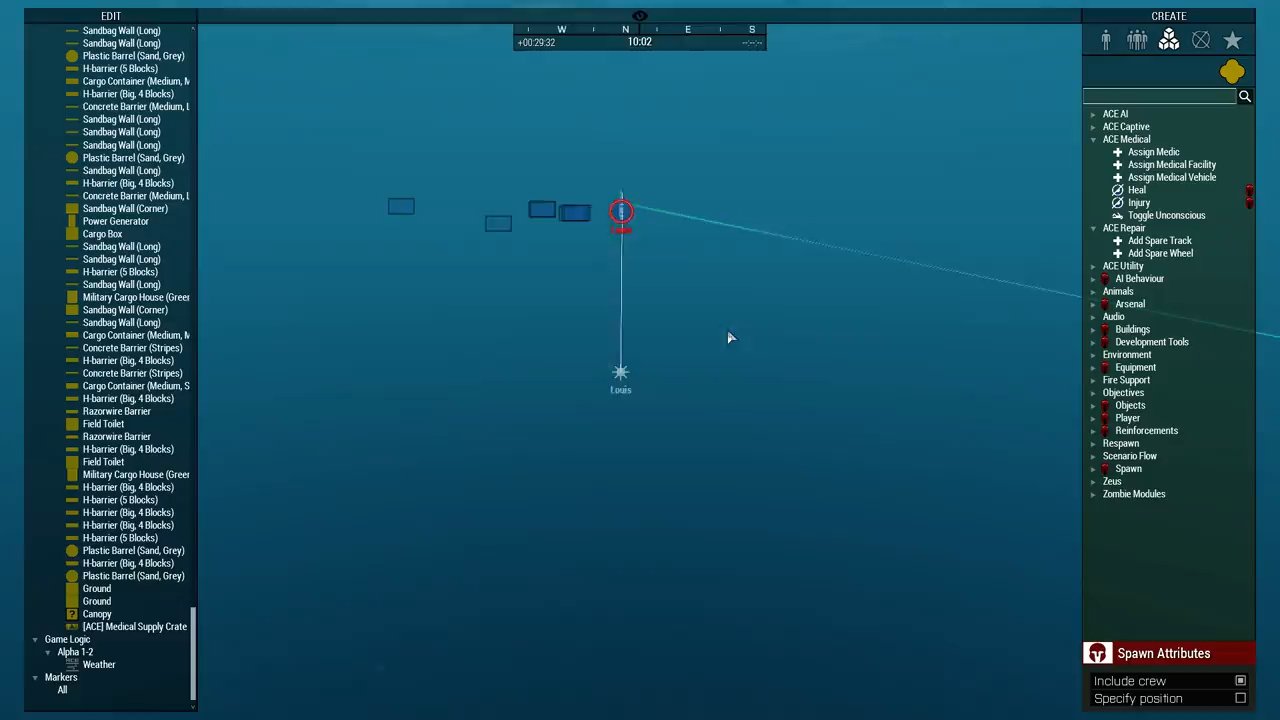 EDIT
Sandbag Wall (Long)
Sandbag Wall (Long)
Plastic Barrel (Sand, Grey)
H-barrier (5 Blocks)
Cargo Container (Medium, M
H-barrier (Big, 4 Blocks)
Concrete Barrier (Medium, L
Sandbag Wall (Long)
Sandbag Wall (Long)
Sandbag Wall (Long)
Plastic Barrel (Sand, Grey)
Sandbag Wall (Long)
H-barrier (Big, 4 Blocks)
Concrete Barrier (Medium, L
Sandbag Wall (Corner)
Power Generator
Cargo Box
Sandbag Wall (Long)
Sandbag Wall (Long)
H-barrier (5 Blocks)
Sandbag Wall (Long)
Military Cargo House (Green
Sandbag Wall (Corner)
Sandbag Wall (Long)
Cargo Container (Medium, M
Concrete Barrier (Stripes)
H-barrier (Big, 4 Blocks)
Concrete Barrier (Stripes)
Cargo Container (Medium, S
H-barrier (Big, 4 Blocks)
Razorwire Barrier
Field Toilet
Razorwire Barrier
H-barrier (Big, 4 Blocks)
Field Toilet
Military Cargo House (Green
H-barrier (Big, 4 Blocks)
H-barrier (5 Blocks)
H-barrier (Big, 4 Blocks)
H-barrier (Big, 4 Blocks)
H-barrier (5 Blocks)
Plastic Barrel (Sand, Grey)
H-barrier (Big, 4 Blocks)
Plastic Barrel (Sand, Grey)
Ground
Ground
Canopy
[ACE] Medical Supply Crate
Game Logic
Alpha 1-2
Weather
Markers
All
W N E S
+00:29:32 10:02 --:--:--
Louis
CREATE
ACE AI
ACE Captive
ACE Medical
Assign Medic
Assign Medical Facility
Assign Medical Vehicle
Heal
Injury
Toggle Unconscious
ACE Repair
Add Spare Track
Add Spare Wheel
ACE Utility
AI Behaviour
Animals
Arsenal
Audio
Buildings
Development Tools
Environment
Equipment
Fire Support
Objectives
Objects
Player
Reinforcements
Respawn
Scenario Flow
Spawn
Zeus
Zombie Modules
Spawn Attributes
Include crew
Specify position